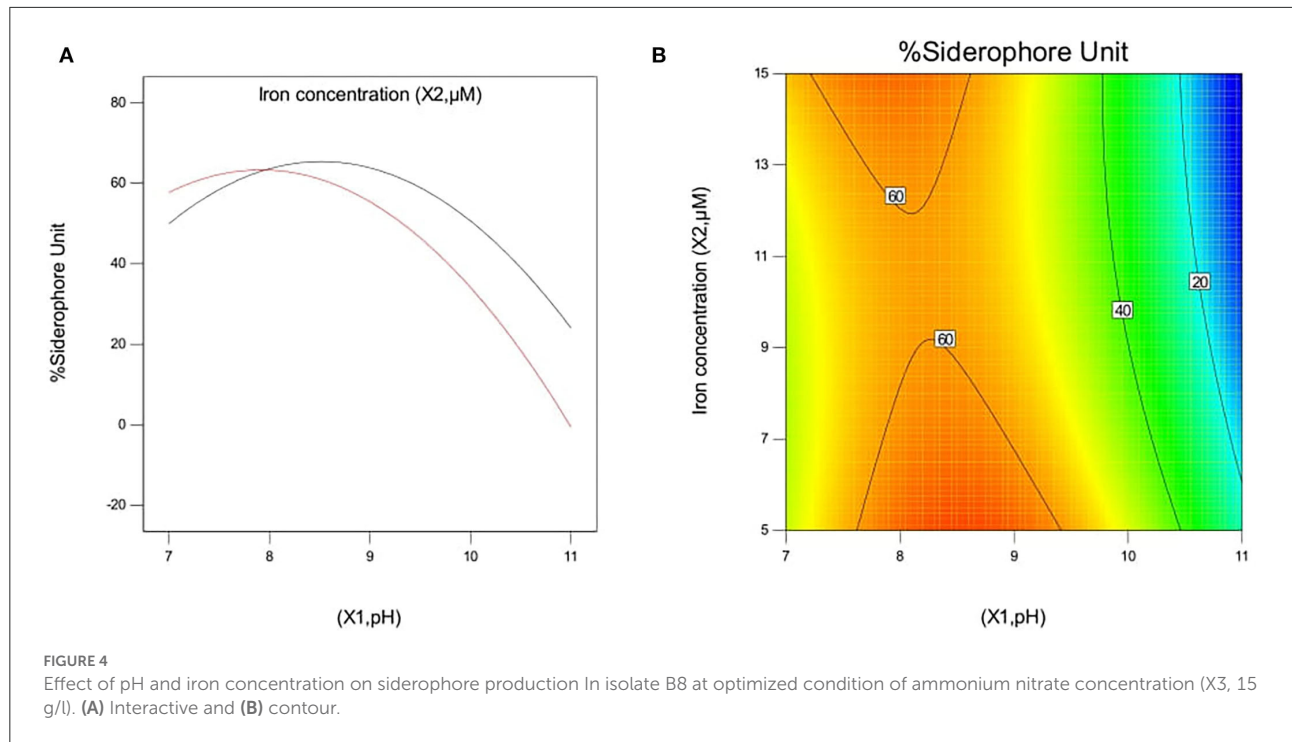 A
Iron concentration (X2,µM)
80
60
40
20
0
-20
%Siderophore Unit
7 8 9 10 11
(X1,pH)
B
%Siderophore Unit
15
13
11
9
7
5
Iron concentration (X2,µM)
60
60
40
20
7 8 9 10 11
(X1,pH)
FIGURE 4
Effect of pH and iron concentration on siderophore production In isolate B8 at optimized condition of ammonium nitrate concentration (X3, 15
g/l). (A) Interactive and (B) contour.